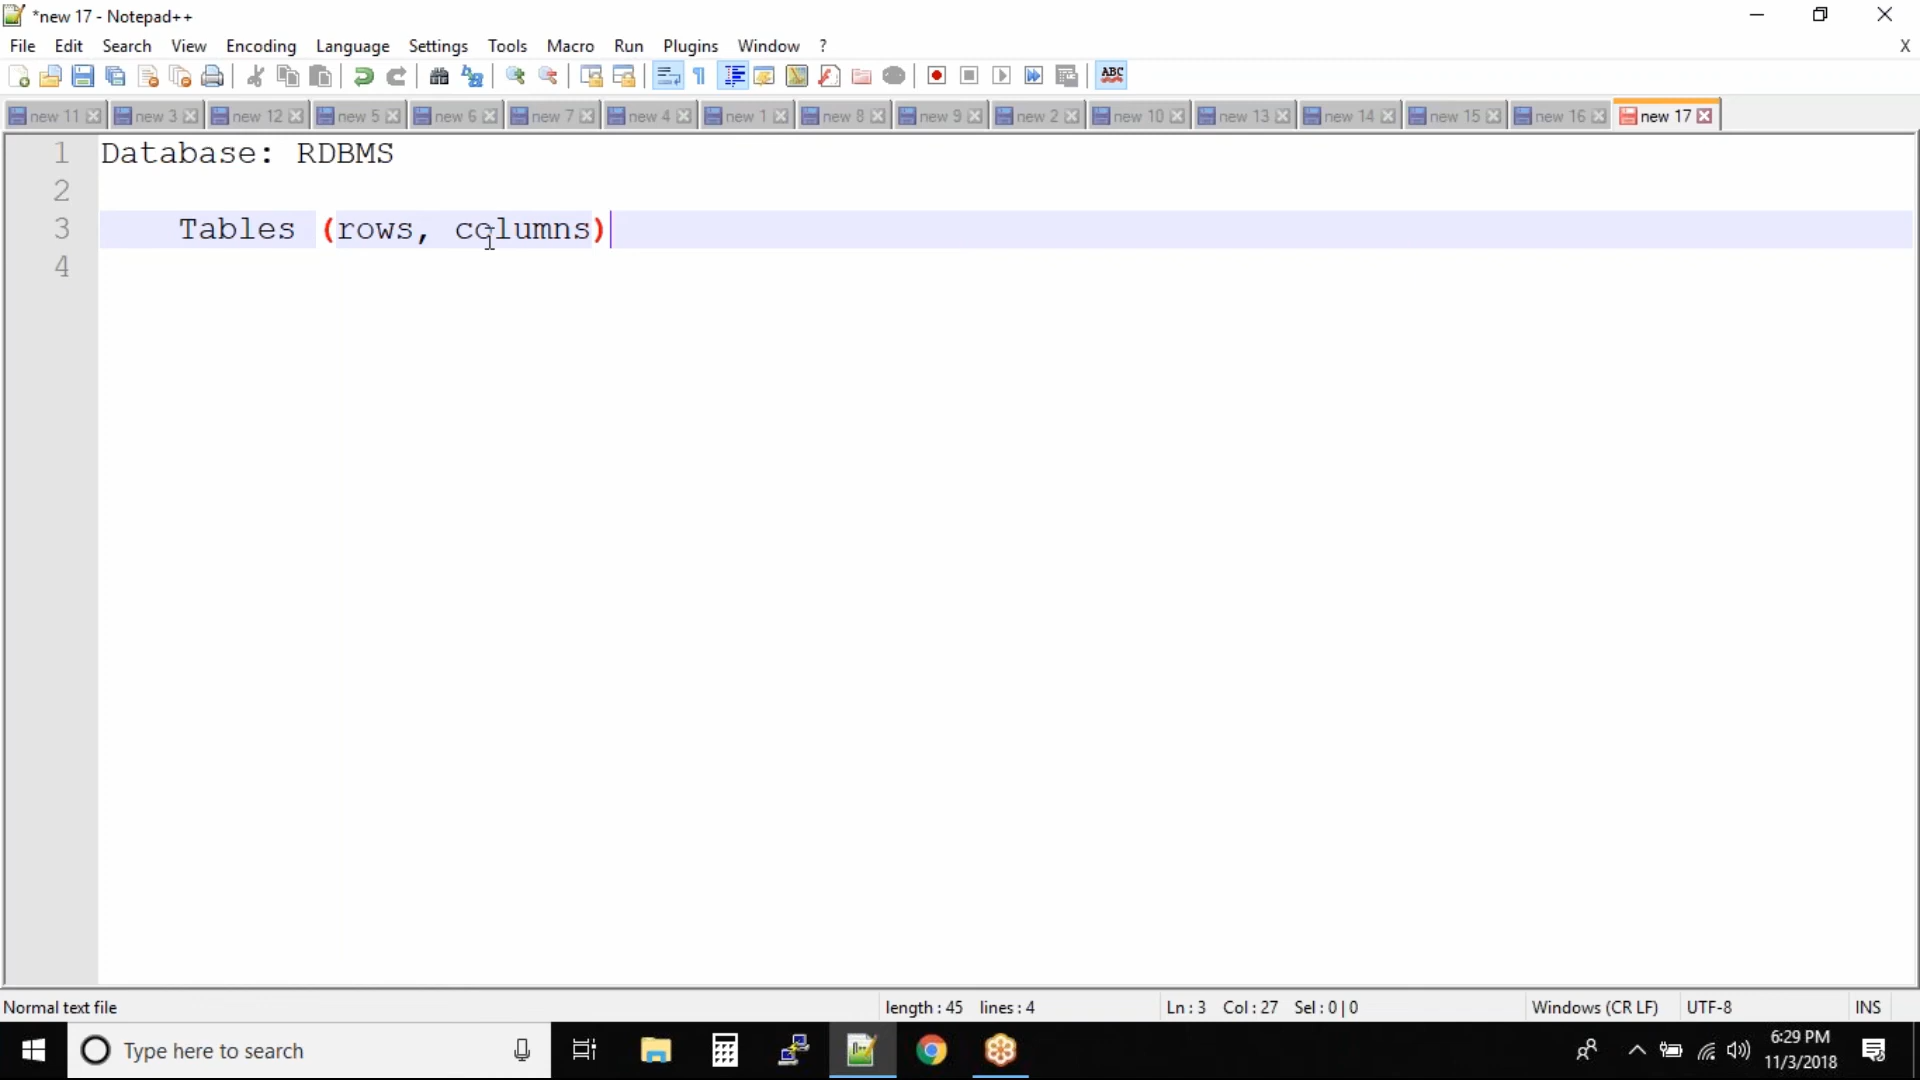 *new 17 - Notepad++
File Edit Search View Encoding Language Settings Tools Macro Run Plugins Window ? X
ABC
new 11 new 3 new 12 new 5 new 6 new 7 new 4 new 1 new 8 new 9 new 2 new 10 new 13 new 14 new 15 new 16 new 17
1 Database: RDBMS
2
3 Tables (rows, columns)
4
Normal text file length : 45 lines : 4 Ln : 3 Col : 27 Sel : 0 | 0 Windows (CR LF) UTF-8 INS
Type here to search
6:29 PM
11/3/2018